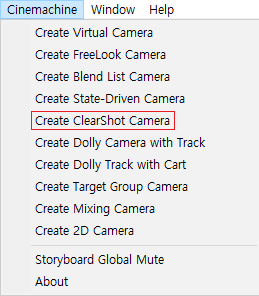 Cinemachine Window Help
Create Virtual Camera
Create FreeLook Camera
Create Blend List Camera
Create State-Driven Camera
Create ClearShot Camera
Create Dolly Camera with Track
Create Dolly Track with Cart
Create Target Group Camera
Create Mixing Camera
Create 2D Camera
Storyboard Global Mute
About